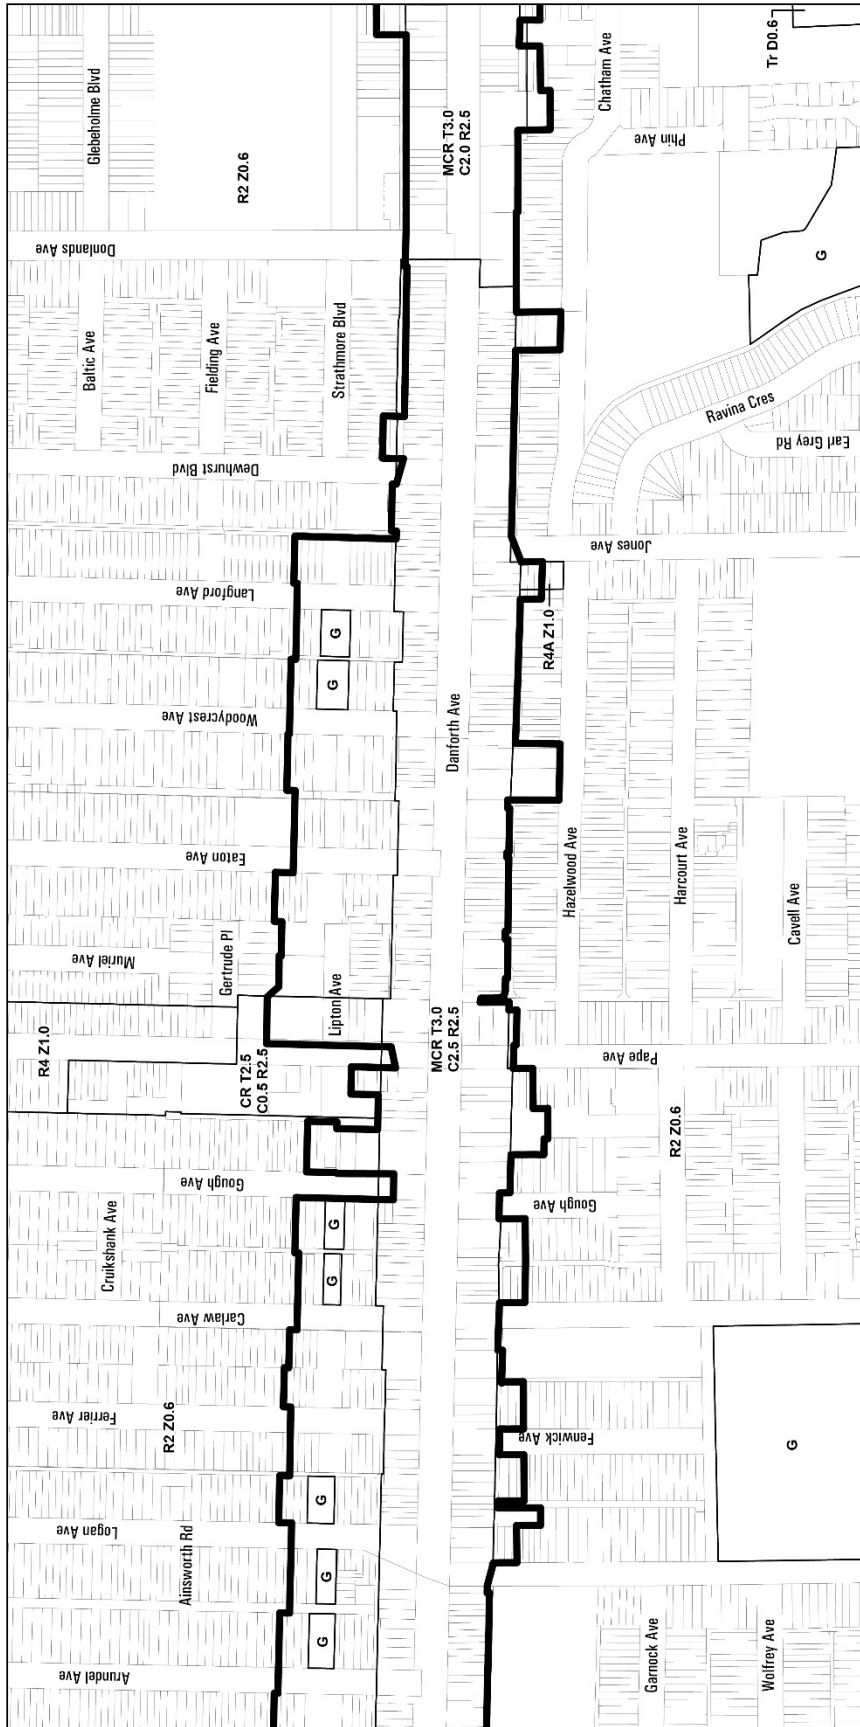 Glebeholme Blvd
R2 Z0.6
MCR T3.0
C2.0 R2.5
Chatham Ave
Tr D0.6
Phin Ave
G
Donlands Ave
Baltic Ave
Fielding Ave
Strathmore Blvd
Ravina Cres
Earl Grey Rd
Dewhurst Blvd
Jones Ave
Langford Ave
G
G
R4A Z1.0
Woodycrest Ave
Danforth Ave
Eaton Ave
Hazelwood Ave
Harcourt Ave
Cavell Ave
Muriel Ave
Gertrude Pl
Lipton Ave
R4 Z1.0
CR T2.5
C0.5 R2.5
MCR T3.0
C2.5 R2.5
Pape Ave
R2 Z0.6
Gough Ave
Gough Ave
Cruikshank Ave
G
G
Carlaw Ave
Ferrier Ave
R2 Z0.6
Fenwick Ave
G
G
Logan Ave
Ainsworth Rd
G
G
Arundel Ave
Garnock Ave
Wolfrey Ave